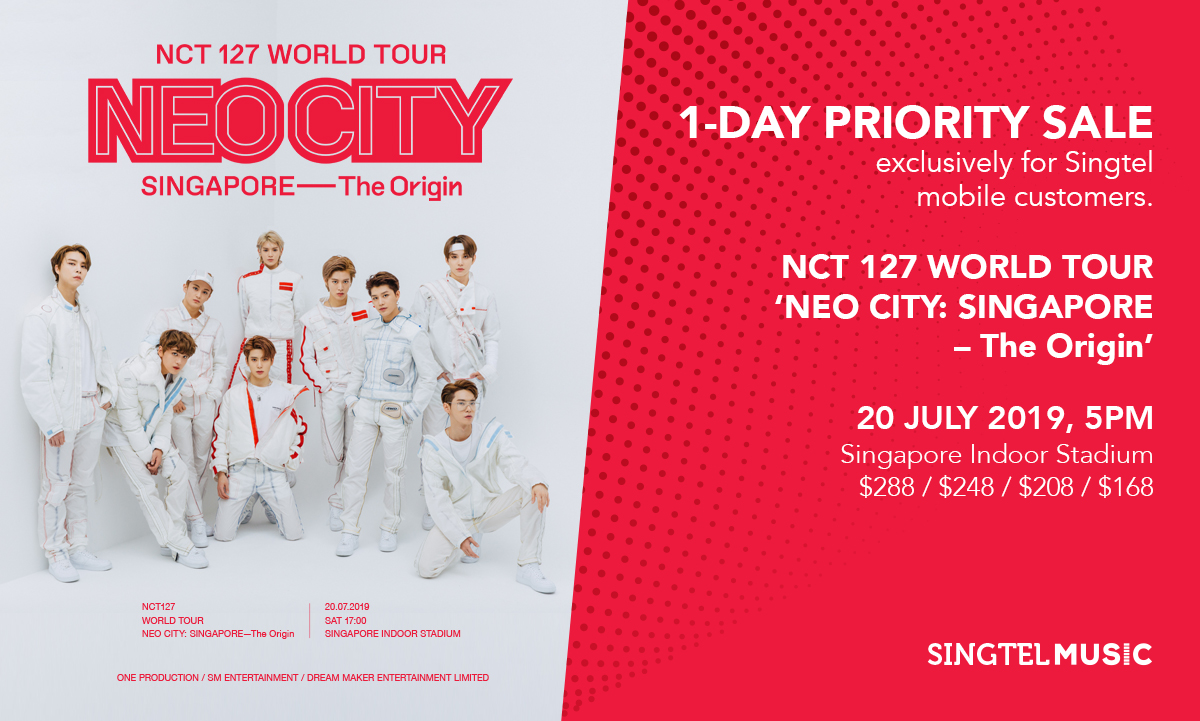 NCT 127 WORLD TOUR
NEO CITY
SINGAPORE—The Origin
NCT127
WORLD TOUR
NEO CITY: SINGAPORE—The Origin
20.07.2019
SAT 17:00
SINGAPORE INDOOR STADIUM
ONE PRODUCTION / SM ENTERTAINMENT / DREAM MAKER ENTERTAINMENT LIMITED
1-DAY PRIORITY SALE
exclusively for Singtel
mobile customers.
NCT 127 WORLD TOUR
‘NEO CITY: SINGAPORE
– The Origin’
20 JULY 2019, 5PM
Singapore Indoor Stadium
$288 / $248 / $208 / $168
SINGTEL MUSIC